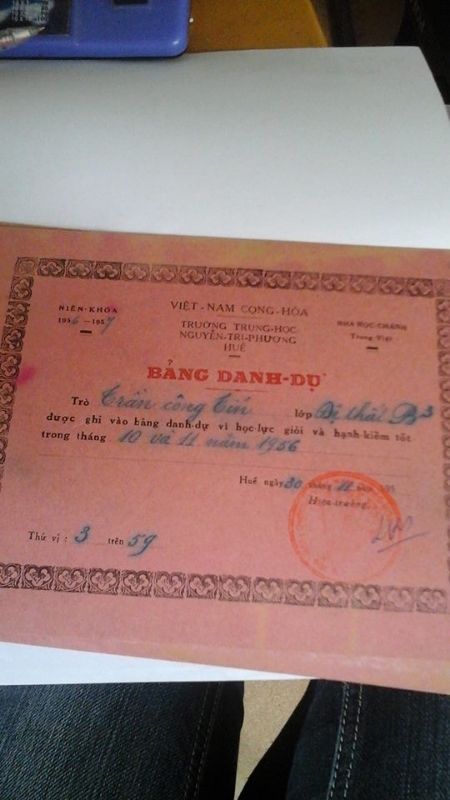 NIÊN-KHÓA
1956-1957
VIỆT-NAM CỘNG-HÒA
TRƯỜNG TRUNG-HỌC
NGUYỄN-TRI-PHƯƠNG
HUẾ
NHA HỌC-CHÁNH
Trung-Việt
BẢNG DANH-DỰ
Trò Trần công Tín lớp Đệ thất B3
được ghi vào bảng danh-dự vì học-lực giỏi và hạnh-kiểm tốt
trong tháng 10 và 11 năm 1956
Huế ngày 30 tháng 11 năm 195
Hiệu-trưởng
Thứ vị: 3 trên 59